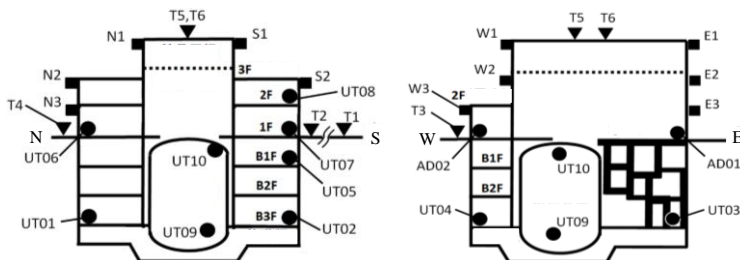 T5,T6
N1
S1
3F
N2
S2
2F
UT08
N3
T4
T2
T1
1F
N
S
UT06
UT10
UT07
B1F
UT05
B2F
UT01
B3F
UT02
UT09
T5
T6
W1
E1
W2
E2
W3
2F
E3
T3
W
E
AD02
B1F
UT10
AD01
B2F
UT04
UT09
UT03